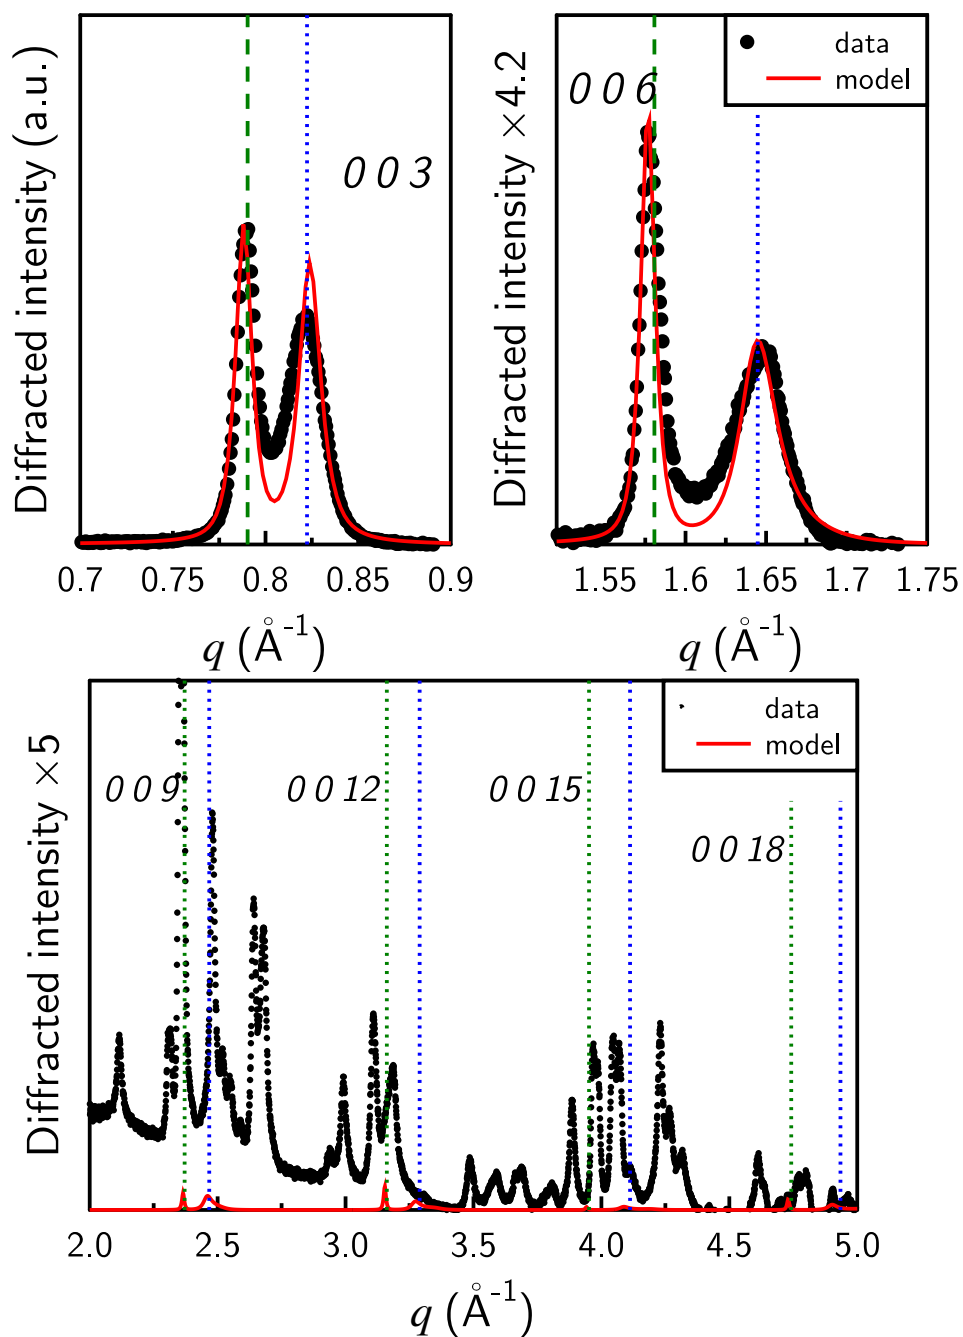 Diffracted intensity (a.u.)
0 0 3
0.7 0.75 0.8 0.85 0.9
q (Å-1)
Diffracted intensity ×4.2
0 0 6
data
model
1.55 1.6 1.65 1.7 1.75
q (Å-1)
Diffracted intensity ×5
data
model
0 0 9
0 0 12
0 0 15
0 0 18
2.0 2.5 3.0 3.5 4.0 4.5 5.0
q (Å-1)